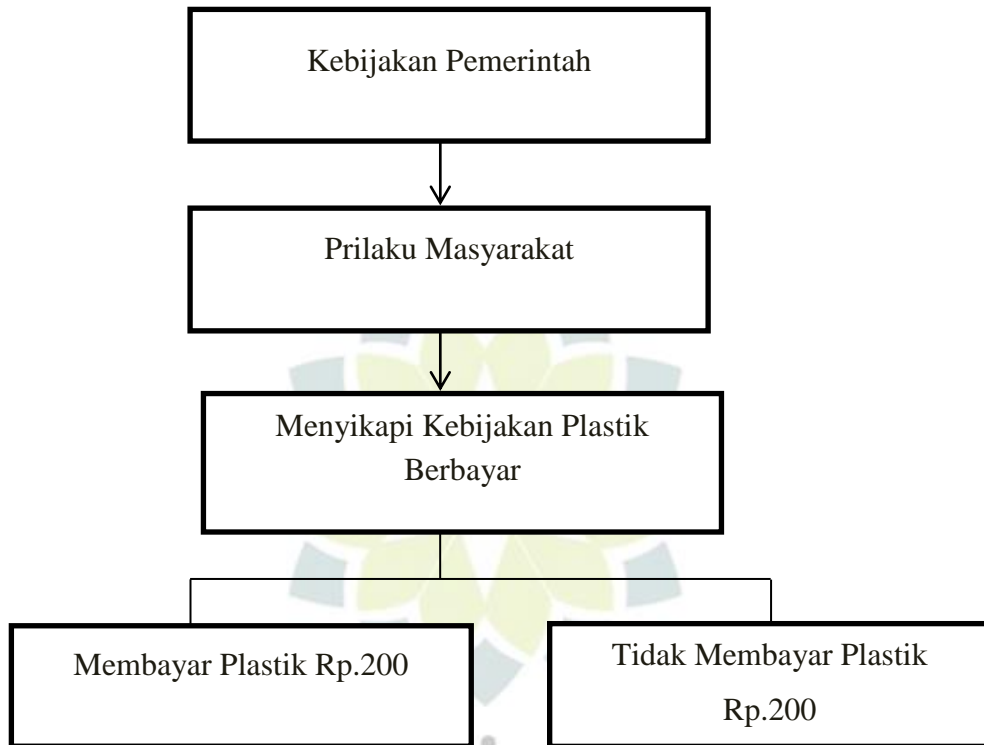 Kebijakan Pemerintah
Prilaku Masyarakat
Menyikapi Kebijakan Plastik
Berbayar
Membayar Plastik Rp.200
Tidak Membayar Plastik
Rp.200